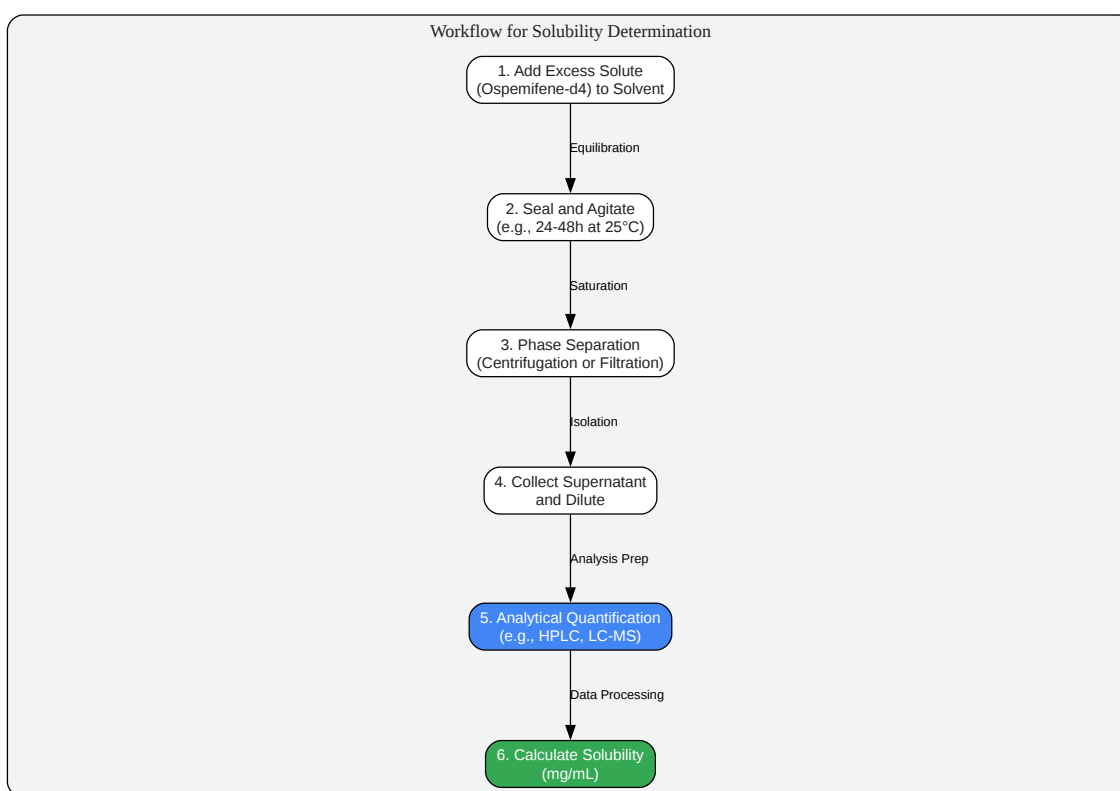 Workflow for Solubility Determination
1. Add Excess Solute
(Ospemifene-d4) to Solvent
Equilibration
2. Seal and Agitate
(e.g., 24-48h at 25°C)
Saturation
3. Phase Separation
(Centrifugation or Filtration)
Isolation
4. Collect Supernatant
and Dilute
Analysis Prep
5. Analytical Quantification
(e.g., HPLC, LC-MS)
Data Processing
6. Calculate Solubility
(mg/mL)